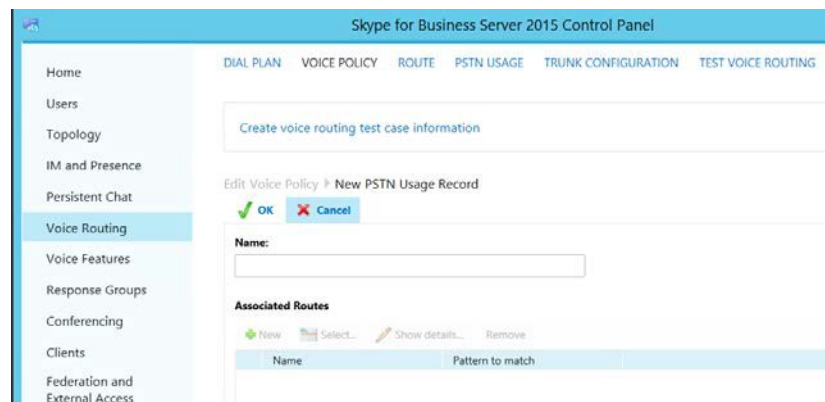 Skype for Business Server 2015 Control Panel
Home
Users
Topology
IM and Presence
Persistent Chat
Voice Routing
Voice Features
Response Groups
Conferencing
Clients
Federation and
External Access
DIAL PLAN VOICE POLICY ROUTE PSTN USAGE TRUNK CONFIGURATION TEST VOICE ROUTING
Create voice routing test case information
Edit Voice Policy New PSTN Usage Record
OK Cancel
Name:
Associated Routes
New Select... Show details... Remove
Name Pattern to match